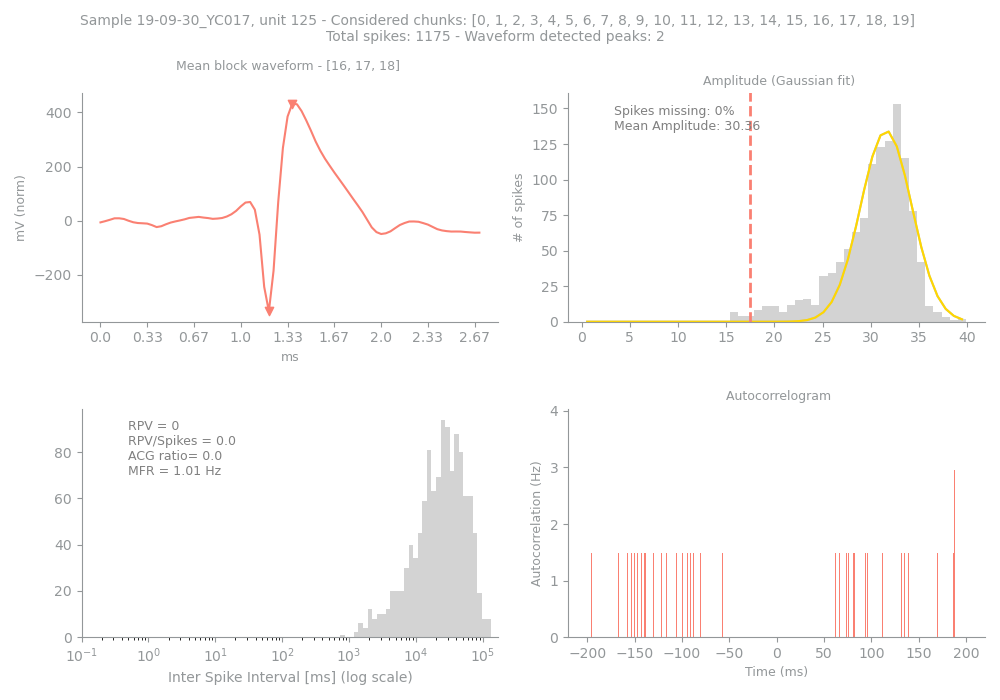 Sample 19-09-30_YC017, unit 125 - Considered chunks: [0, 1, 2, 3, 4, 5, 6, 7, 8, 9, 10, 11, 12, 13, 14, 15, 16, 17, 18, 19]
Total spikes: 1175 - Waveform detected peaks: 2
Mean block waveform - [16, 17, 18]
mV (norm)
400
200
0
−200
0.0 0.33 0.67 1.0 1.33 1.67 2.0 2.33 2.67
ms
Amplitude (Gaussian fit)
Spikes missing: 0%
Mean Amplitude: 30.36
# of spikes
150
125
100
75
50
25
0
0 5 10 15 20 25 30 35 40
RPV = 0
RPV/Spikes = 0.0
ACG ratio= 0.0
MFR = 1.01 Hz
80
60
40
20
0
10⁻¹ 10⁰ 10¹ 10² 10³ 10⁴ 10⁵
Inter Spike Interval [ms] (log scale)
Autocorrelogram
Autocorrelation (Hz)
4
3
2
1
0
−200 −150 −100 −50 0 50 100 150 200
Time (ms)